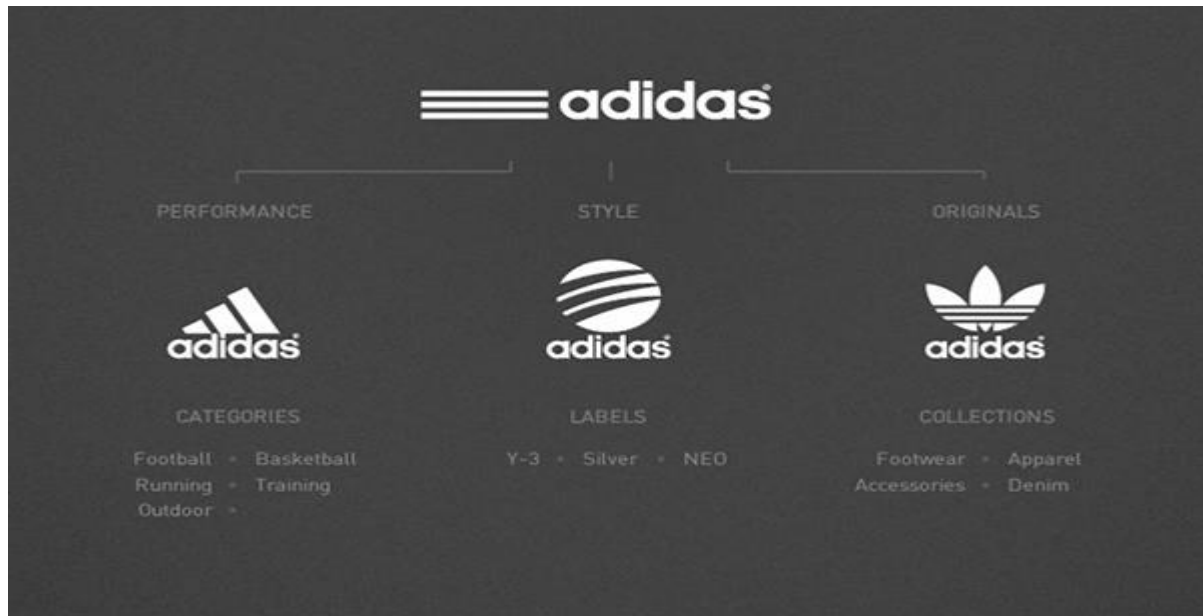 adidas®
PERFORMANCE STYLE ORIGINALS
adidas® adidas® adidas®
CATEGORIES LABELS COLLECTIONS
Football • Basketball Y-3 • Silver • NEO Footwear • Apparel
Running • Training Accessories • Denim
Outdoor •